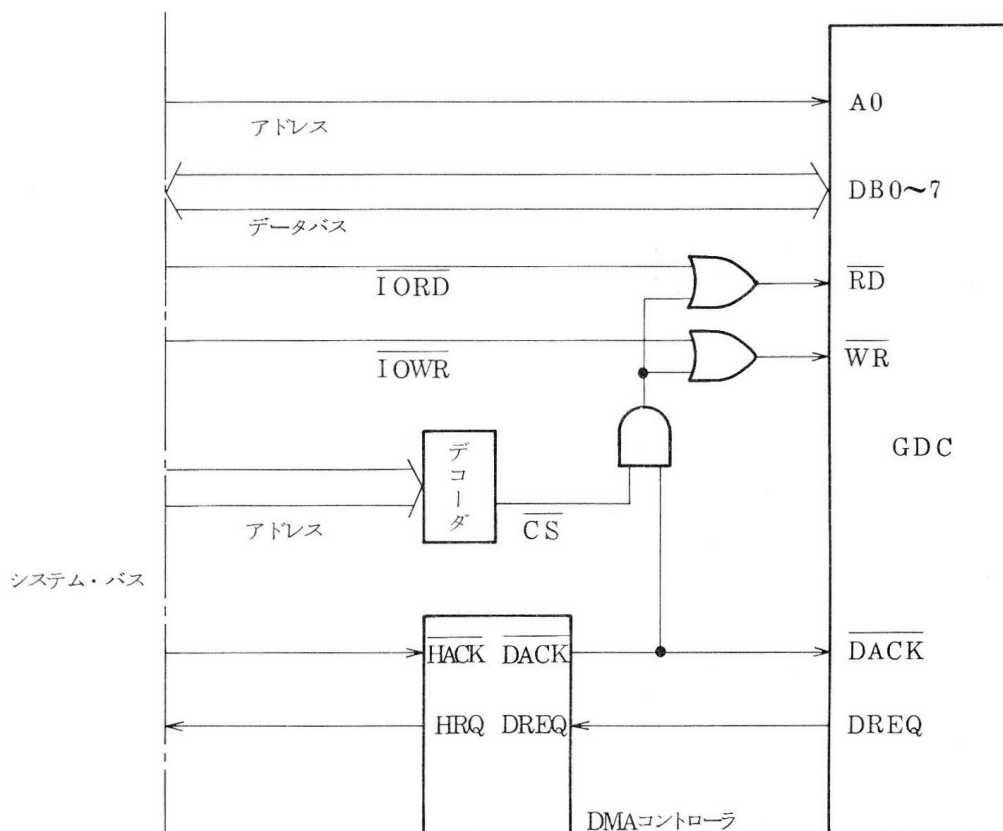 A0
アドレス
DB0～7
データバス
IORD
RD
IOWR
WR
デコーダ
GDC
アドレス
CS
システム・バス
HACK DACK
DACK
HRQ DREQ
DREQ
DMAコントローラ